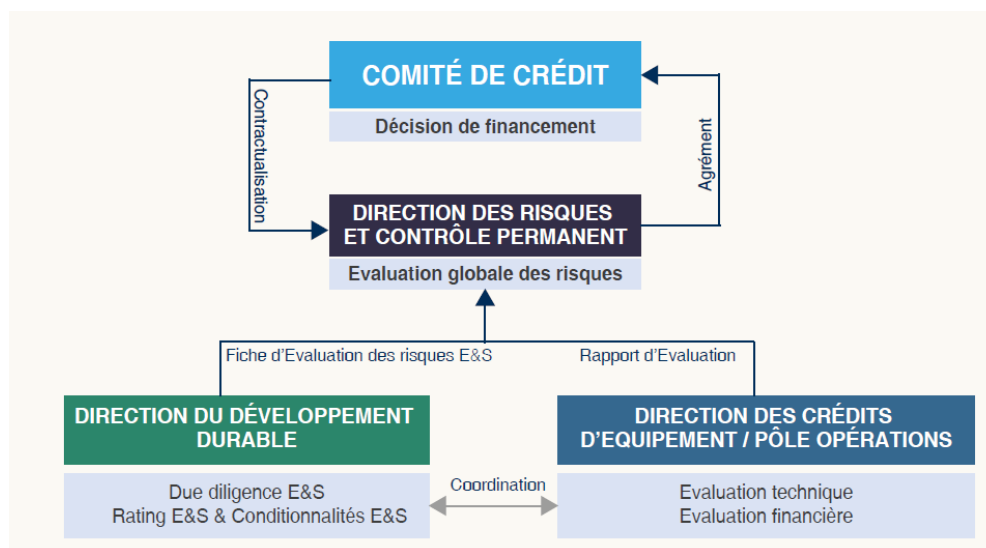 COMITÉ DE CRÉDIT
Décision de financement
Contractualisation
Agrément
DIRECTION DES RISQUES
ET CONTRÔLE PERMANENT
Evaluation globale des risques
Fiche d’Evaluation des risques E&S
Rapport d’Evaluation
DIRECTION DU DÉVELOPPEMENT
DURABLE
Due diligence E&S
Rating E&S & Conditionnalités E&S
Coordination
DIRECTION DES CRÉDITS
D’EQUIPEMENT / PÔLE OPÉRATIONS
Evaluation technique
Evaluation financière